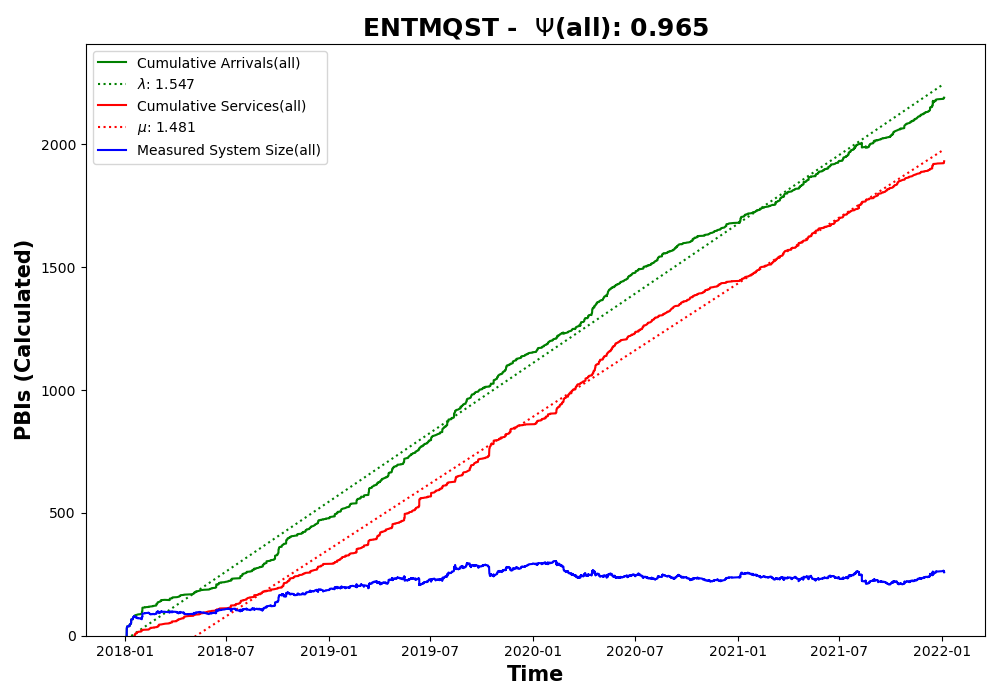 ENTMQST - Ψ(all): 0.965
Cumulative Arrivals(all)
λ: 1.547
Cumulative Services(all)
μ: 1.481
Measured System Size(all)
PBIs (Calculated)
2000
1500
1000
500
0
2018-01 2018-07 2019-01 2019-07 2020-01 2020-07 2021-01 2021-07 2022-01
Time